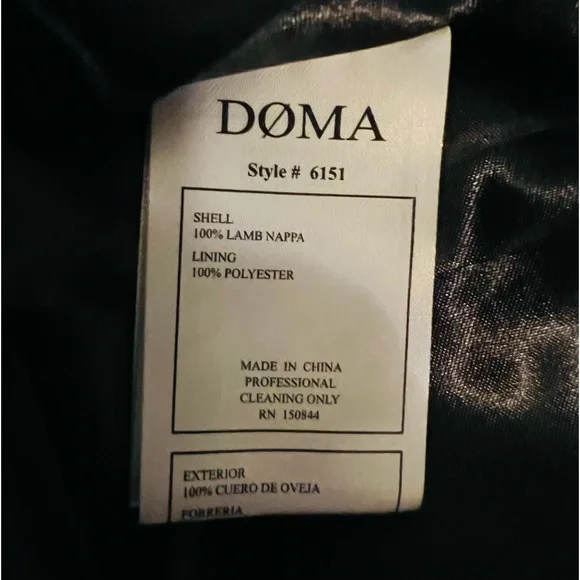 DØMA
Style # 6151
SHELL
100% LAMB NAPPA
LINING
100% POLYESTER
MADE IN CHINA
PROFESSIONAL
CLEANING ONLY
RN 150844
EXTERIOR
100% CUERO DE OVEJA
FORRERIA